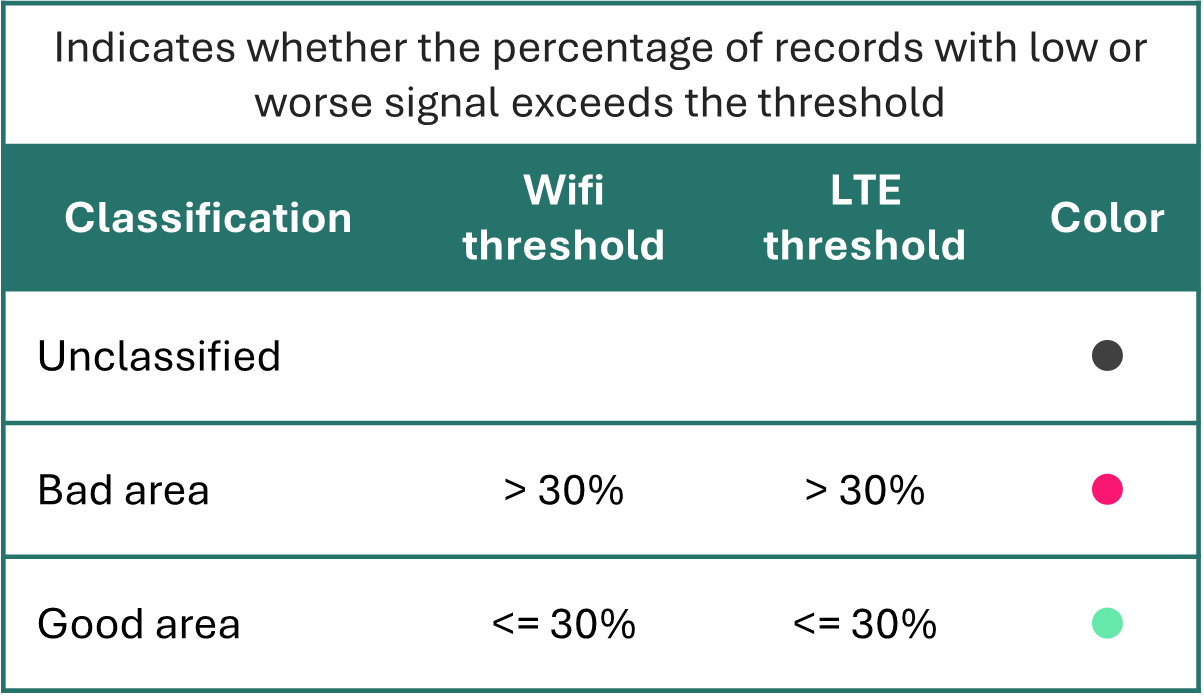 Indicates whether the percentage of records with low or
worse signal exceeds the threshold
Classification Wifi threshold LTE threshold Color
Unclassified
Bad area > 30% > 30%
Good area <= 30% <= 30%